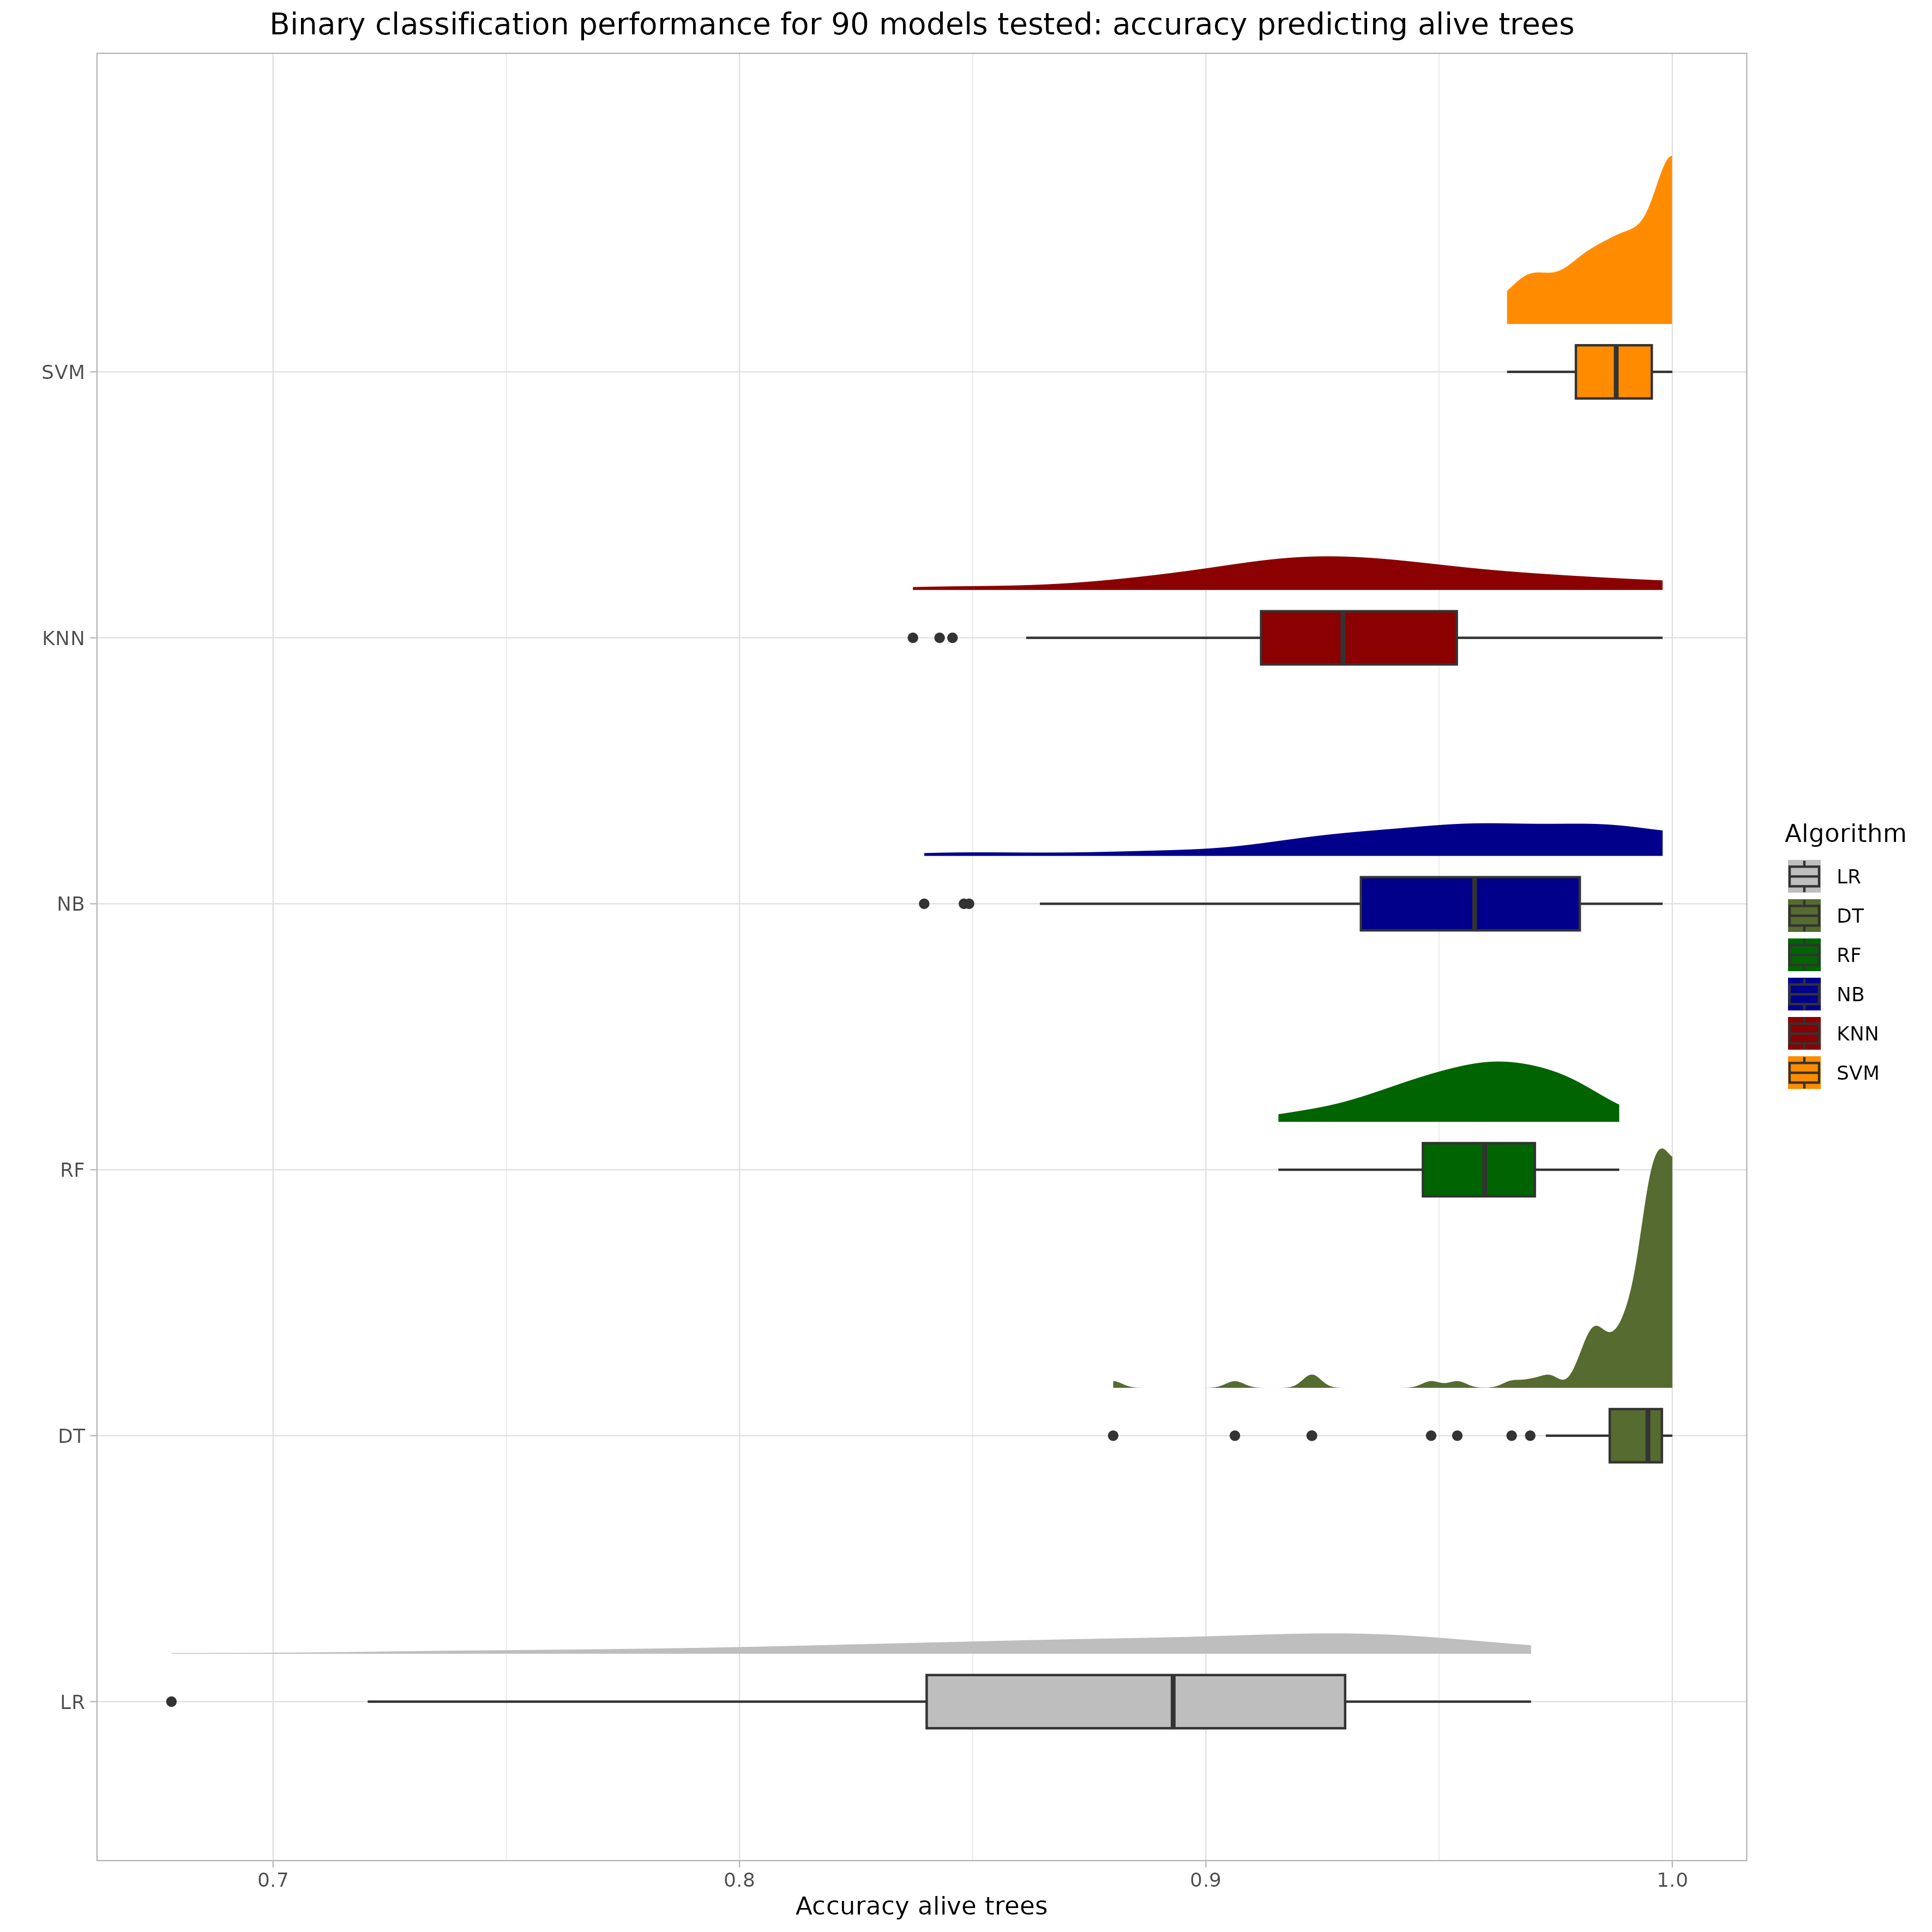 Binary classification performance for 90 models tested: accuracy predicting alive trees
SVM
KNN
NB
RF
DT
LR
0.7 0.8 0.9 1.0
Accuracy alive trees
Algorithm
LR
DT
RF
NB
KNN
SVM